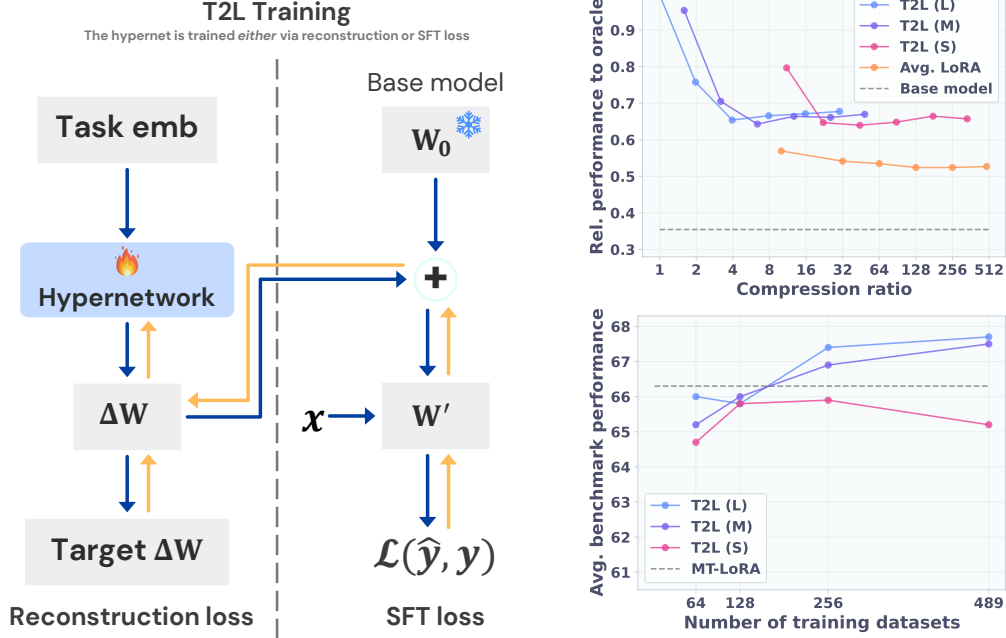 T2L Training
The hypernet is trained either via reconstruction or SFT loss
Task emb
Hypernetwork
ΔW
Target ΔW
Reconstruction loss
Base model
W₀
+
x
W′
ℒ(ŷ, y)
SFT loss
Rel. performance to oracle
0.9
0.8
0.7
0.6
0.5
0.4
0.3
T2L (L)
T2L (M)
T2L (S)
Avg. LoRA
Base model
1 2 4 8 16 32 64 128 256 512
Compression ratio
Avg. benchmark performance
68
67
66
65
64
63
62
61
T2L (L)
T2L (M)
T2L (S)
MT-LoRA
64 128 256 489
Number of training datasets